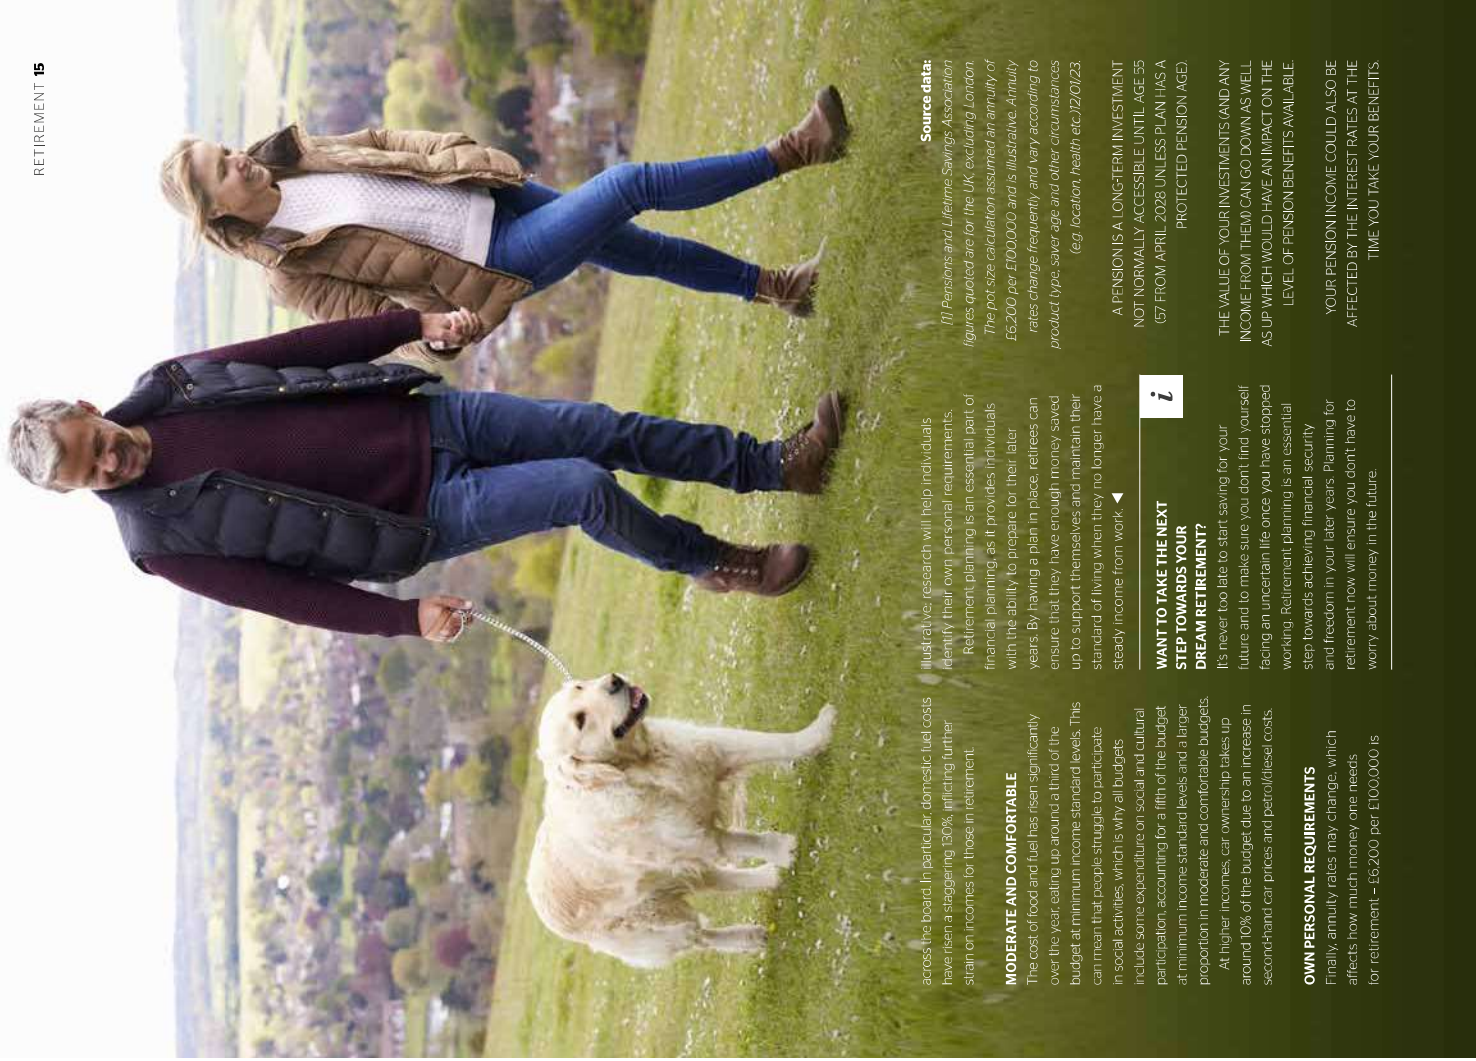 RETIREMENT 15
across the board. In particular, domestic fuel costs
have risen a staggering 130%, inflicting further
strain on incomes for those in retirement.
MODERATE AND COMFORTABLE
The cost of food and fuel has risen significantly
over the year, eating up around a third of the
budget at minimum income standard levels. This
can mean that people struggle to participate
in social activities, which is why all budgets
include some expenditure on social and cultural
participation, accounting for a fifth of the budget
at minimum income standard levels and a larger
proportion in moderate and comfortable budgets.
At higher incomes, car ownership takes up
around 10% of the budget due to an increase in
second-hand car prices and petrol/diesel costs.
OWN PERSONAL REQUIREMENTS
Finally, annuity rates may change, which
affects how much money one needs
for retirement – £6,200 per £100,000 is
illustrative; research will help individuals
identify their own personal requirements.
Retirement planning is an essential part of
financial planning, as it provides individuals
with the ability to prepare for their later
years. By having a plan in place, retirees can
ensure that they have enough money saved
up to support themselves and maintain their
standard of living when they no longer have a
steady income from work. ◄
i
WANT TO TAKE THE NEXT
STEP TOWARDS YOUR
DREAM RETIREMENT?
It's never too late to start saving for your
future and to make sure you don't find yourself
facing an uncertain life once you have stopped
working. Retirement planning is an essential
step towards achieving financial security
and freedom in your later years. Planning for
retirement now will ensure you don't have to
worry about money in the future.
Source data:
[1] Pensions and Lifetime Savings Association
figures quoted are for the UK, excluding London.
The pot size calculation assumed an annuity of
£6,200 per £100,000 and is illustrative. Annuity
rates change frequently and vary according to
product type, saver age and other circumstances
(e.g. location, health etc.)12/01/23.
A PENSION IS A LONG-TERM INVESTMENT
NOT NORMALLY ACCESSIBLE UNTIL AGE 55
(57 FROM APRIL 2028 UNLESS PLAN HAS A
PROTECTED PENSION AGE).
THE VALUE OF YOUR INVESTMENTS (AND ANY
INCOME FROM THEM) CAN GO DOWN AS WELL
AS UP WHICH WOULD HAVE AN IMPACT ON THE
LEVEL OF PENSION BENEFITS AVAILABLE.
YOUR PENSION INCOME COULD ALSO BE
AFFECTED BY THE INTEREST RATES AT THE
TIME YOU TAKE YOUR BENEFITS.